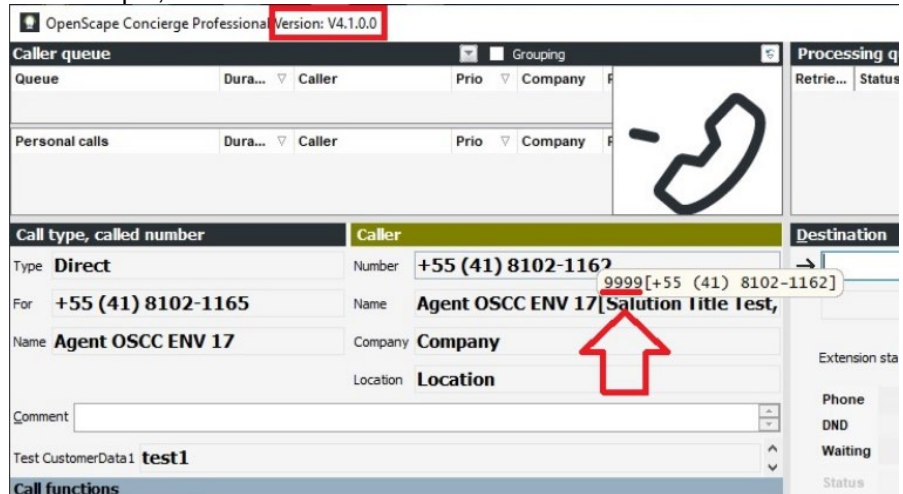 OpenScape Concierge Professional Version: V4.1.0.0
Caller queue Grouping Processing q
Queue Dura... Caller Prio Company Retrie... Status
Personal calls Dura... Caller Prio Company
Call type, called number Caller Destination
Type Direct Number +55 (41) 8102-1162 →
9999[+55 (41) 8102-1162]
For +55 (41) 8102-1165 Name Agent OSCC ENV 17[Salution Title Test,
Name Agent OSCC ENV 17 Company Company
Extension sta
Location Location
Phone
Comment
DND
Test CustomerData1 test1 Waiting
Status
Call functions